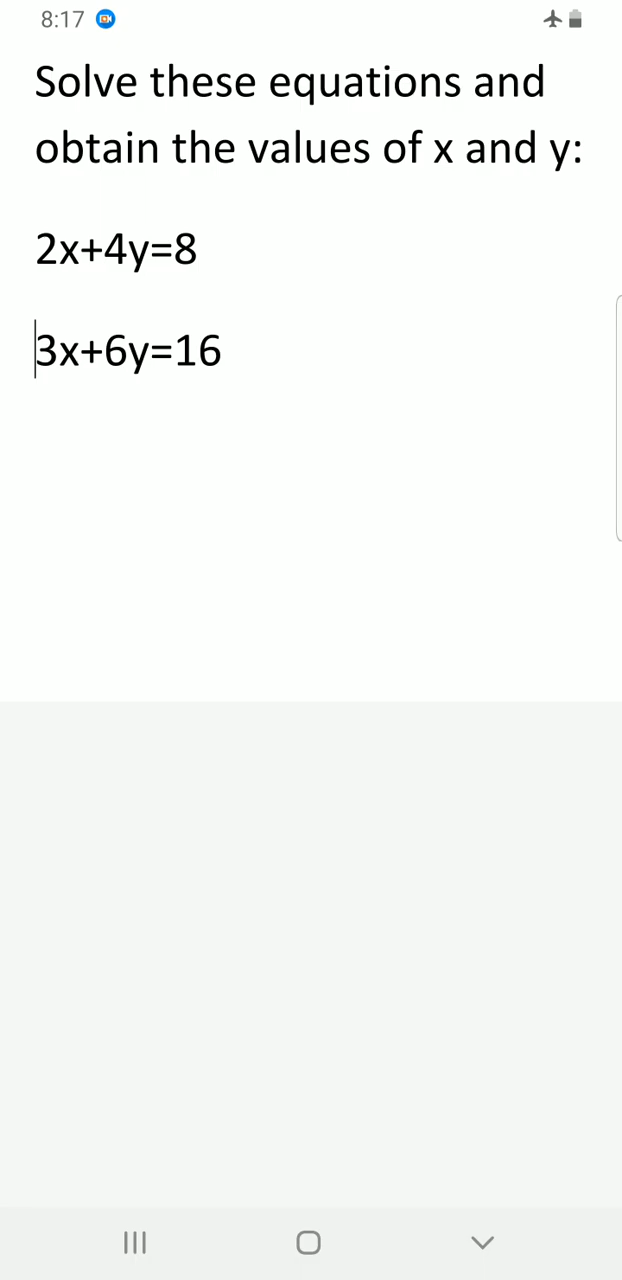 8:17
Solve these equations and
obtain the values of x and y:
2x+4y=8
3x+6y=16